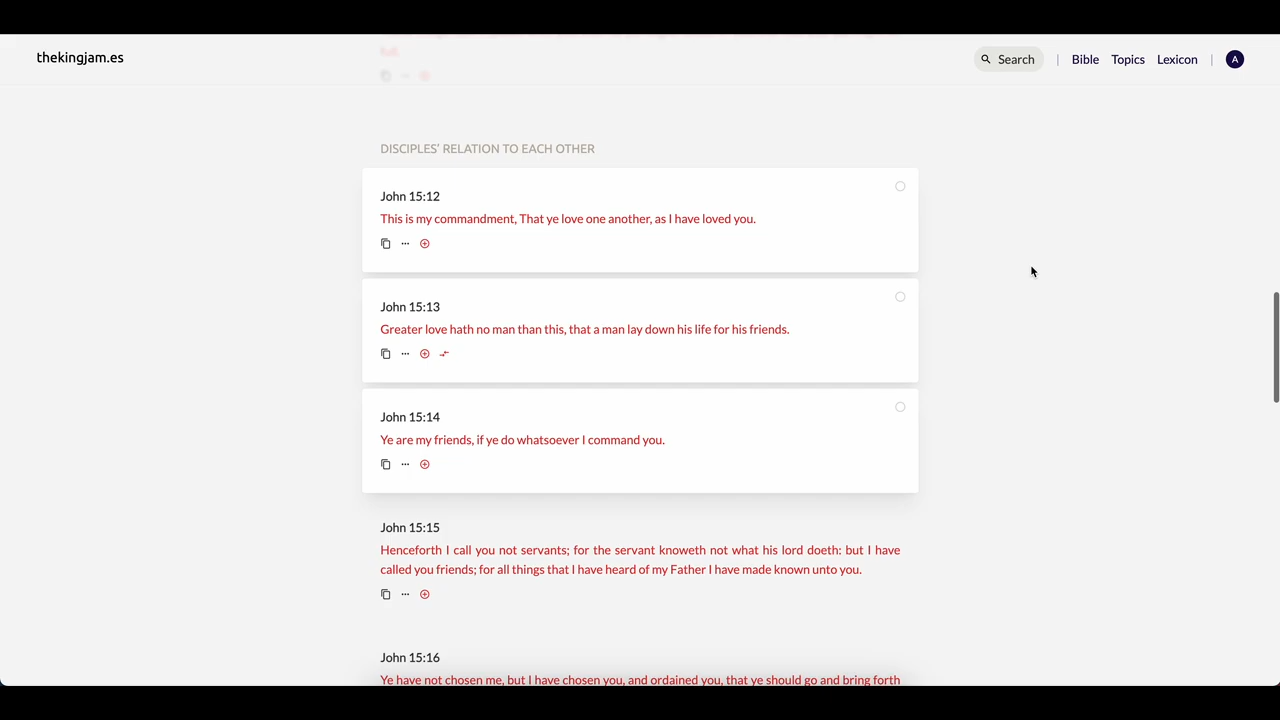 thekingjam.es
Search
Bible
Topics
Lexicon
A
DISCIPLES' RELATION TO EACH OTHER
John 15:12
This is my commandment, That ye love one another, as I have loved you.
John 15:13
Greater love hath no man than this, that a man lay down his life for his friends.
John 15:14
Ye are my friends, if ye do whatsoever I command you.
John 15:15
Henceforth I call you not servants; for the servant knoweth not what his lord doeth: but I have
called you friends; for all things that I have heard of my Father I have made known unto you.
John 15:16
Ye have not chosen me, but I have chosen you, and ordained you, that ye should go and bring forth